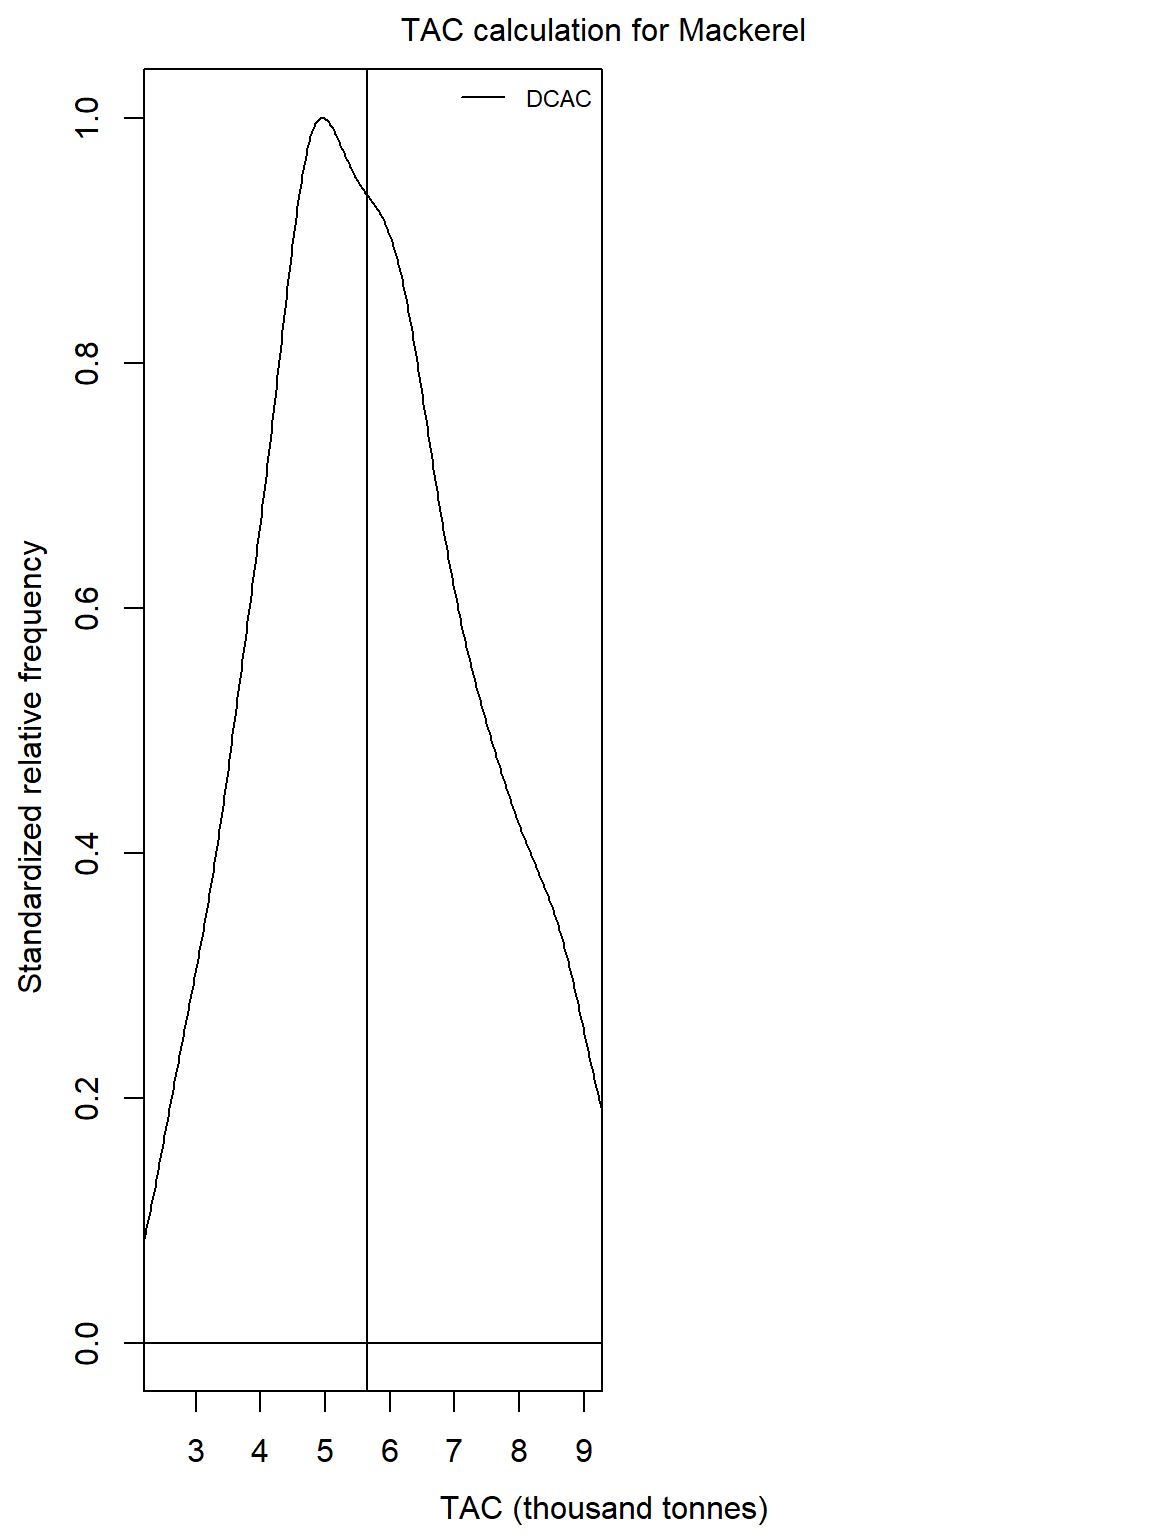 TAC calculation for Mackerel
DCAC
1.0
0.8
0.6
0.4
0.2
0.0
Standardized relative frequency
3 4 5 6 7 8 9
TAC (thousand tonnes)